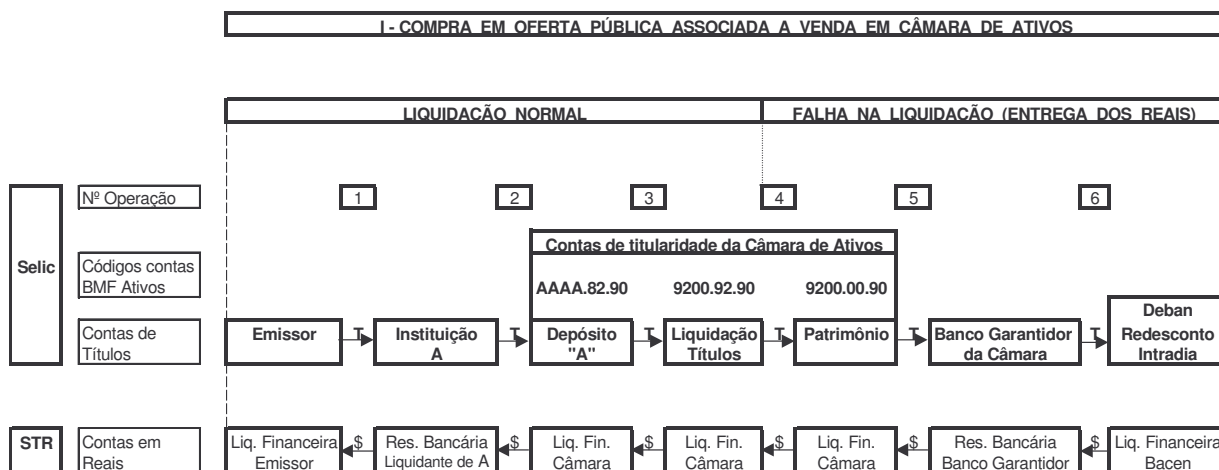 I - COMPRA EM OFERTA PÚBLICA ASSOCIADA A VENDA EM CÂMARA DE ATIVOS
LIQUIDAÇÃO NORMAL
FALHA NA LIQUIDAÇÃO (ENTREGA DOS REAIS)
Nº Operação
1
2
3
4
5
6
Selic
Contas de titularidade da Câmara de Ativos
Códigos contas
BMF Ativos
AAAA.82.90
9200.92.90
9200.00.90
Contas de
Títulos
Emissor
T
Instituição
A
T
Depósito
"A"
T
Liquidação
Títulos
T
Patrimônio
T
Banco Garantidor
da Câmara
T
Deban
Redesconto
Intradia
STR
Contas em
Reais
Liq. Financeira
Emissor
$
Res. Bancária
Liquidante de A
$
Liq. Fin.
Câmara
$
Liq. Fin.
Câmara
$
Liq. Fin.
Câmara
$
Res. Bancária
Banco Garantidor
$
Liq. Financeira
Bacen